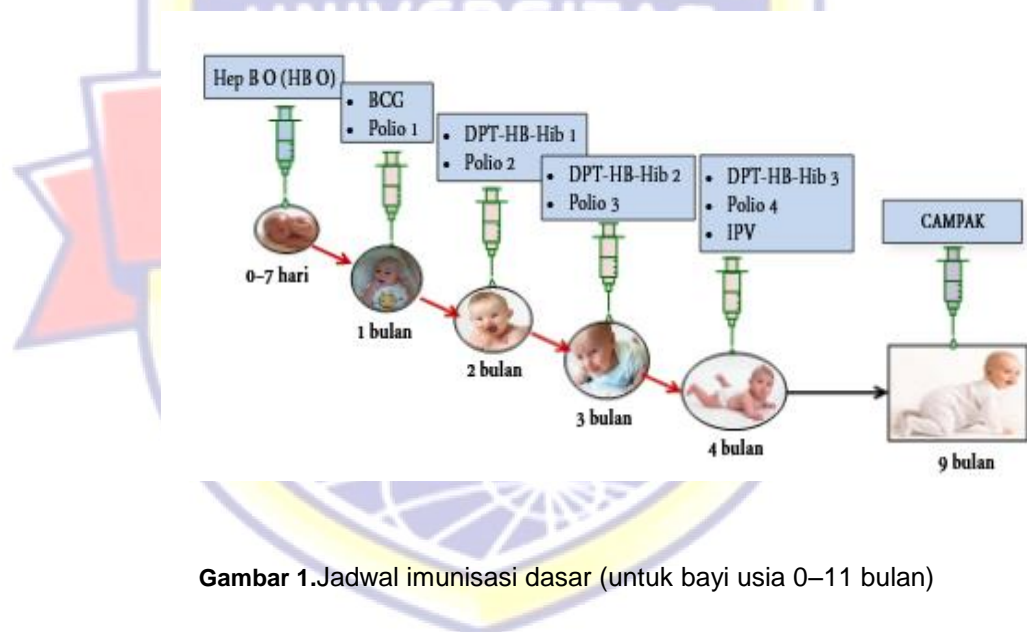 UNIVERSITAS
Hep B O (HB O)
• BCG
• Polio 1
• DPT-HB-Hib 1
• Polio 2
• DPT-HB-Hib 2
• Polio 3
• DPT-HB-Hib 3
• Polio 4
• IPV
CAMPAK
0–7 hari
1 bulan
2 bulan
3 bulan
4 bulan
9 bulan
Gambar 1.Jadwal imunisasi dasar (untuk bayi usia 0–11 bulan)